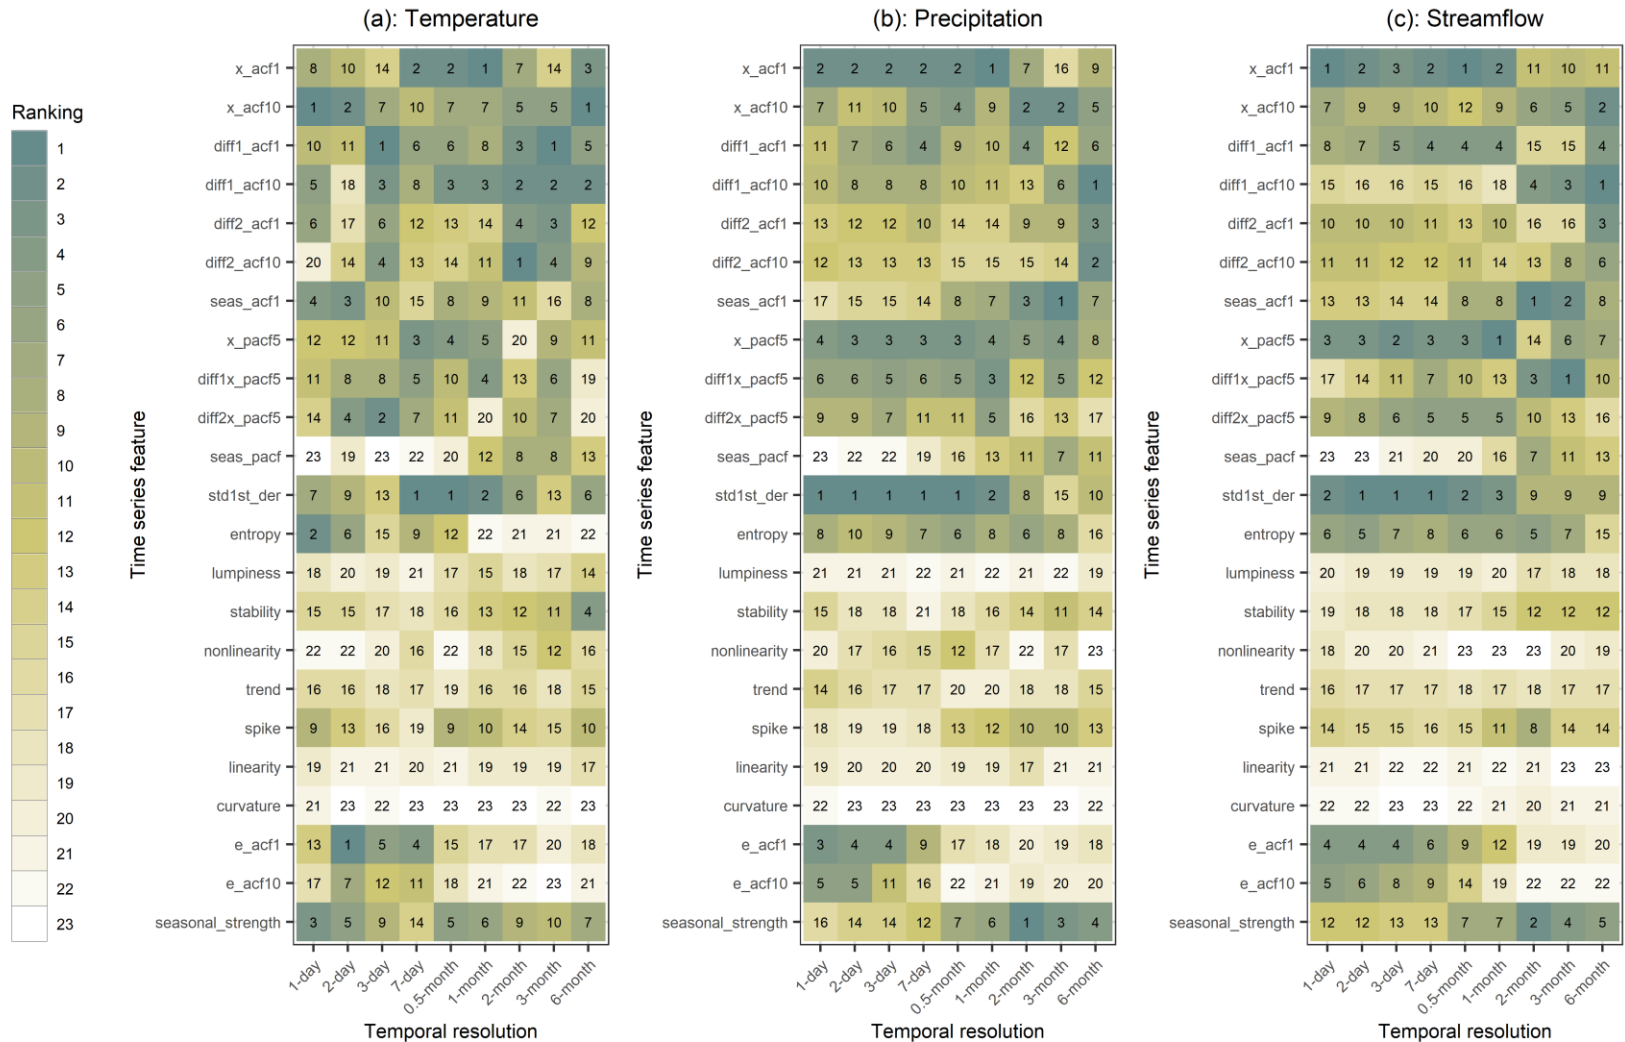 (a): Temperature (b): Precipitation (c): Streamflow
Ranking
1
2
3
4
5
6
7
8
9
10
11
12
13
14
15
16
17
18
19
20
21
22
23
Time series feature
x_acf1 8 10 14 2 2 1 7 14 3
x_acf10 1 2 7 10 7 7 5 5 1
diff1_acf1 10 11 1 6 6 8 3 1 5
diff1_acf10 5 18 3 8 3 3 2 2 2
diff2_acf1 6 17 6 12 13 14 4 3 12
diff2_acf10 20 14 4 13 14 11 1 4 9
seas_acf1 4 3 10 15 8 9 11 16 8
x_pacf5 12 12 11 3 4 5 20 9 11
diff1x_pacf5 11 8 8 5 10 4 13 6 19
diff2x_pacf5 14 4 2 7 11 20 10 7 20
seas_pacf 23 19 23 22 20 12 8 8 13
std1st_der 7 9 13 1 1 2 6 13 6
entropy 2 6 15 9 12 22 21 21 22
lumpiness 18 20 19 21 17 15 18 17 14
stability 15 15 17 18 16 13 12 11 4
nonlinearity 22 22 20 16 22 18 15 12 16
trend 16 16 18 17 19 16 16 18 15
spike 9 13 16 19 9 10 14 15 10
linearity 19 21 21 20 21 19 19 19 17
curvature 21 23 22 23 23 23 23 22 23
e_acf1 13 1 5 4 15 17 17 20 18
e_acf10 17 7 12 11 18 21 22 23 21
seasonal_strength 3 5 9 14 5 6 9 10 7
1-day 2-day 3-day 7-day 0.5-month 1-month 2-month 3-month 6-month
Temporal resolution
Time series feature
x_acf1 2 2 2 2 2 1 7 16 9
x_acf10 7 11 10 5 4 9 2 2 5
diff1_acf1 11 7 6 4 9 10 4 12 6
diff1_acf10 10 8 8 8 10 11 13 6 1
diff2_acf1 13 12 12 10 14 14 9 9 3
diff2_acf10 12 13 13 13 15 15 15 14 2
seas_acf1 17 15 15 14 8 7 3 1 7
x_pacf5 4 3 3 3 3 4 5 4 8
diff1x_pacf5 6 6 5 6 5 3 12 5 12
diff2x_pacf5 9 9 7 11 11 5 16 13 17
seas_pacf 23 22 22 19 16 13 11 7 11
std1st_der 1 1 1 1 1 2 8 15 10
entropy 8 10 9 7 6 8 6 8 16
lumpiness 21 21 21 22 21 22 21 22 19
stability 15 18 18 21 18 16 14 11 14
nonlinearity 20 17 16 15 12 17 22 17 23
trend 14 16 17 17 20 20 18 18 15
spike 18 19 19 18 13 12 10 10 13
linearity 19 20 20 20 19 19 17 21 21
curvature 22 23 23 23 23 23 23 23 22
e_acf1 3 4 4 9 17 18 20 19 18
e_acf10 5 5 11 16 22 21 19 20 20
seasonal_strength 16 14 14 12 7 6 1 3 4
1-day 2-day 3-day 7-day 0.5-month 1-month 2-month 3-month 6-month
Temporal resolution
Time series feature
x_acf1 1 2 3 2 1 2 11 10 11
x_acf10 7 9 9 10 12 9 6 5 2
diff1_acf1 8 7 5 4 4 4 15 15 4
diff1_acf10 15 16 16 15 16 18 4 3 1
diff2_acf1 10 10 10 11 13 10 16 16 3
diff2_acf10 11 11 12 12 11 14 13 8 6
seas_acf1 13 13 14 14 8 8 1 2 8
x_pacf5 3 3 2 3 3 1 14 6 7
diff1x_pacf5 17 14 11 7 10 13 3 1 10
diff2x_pacf5 9 8 6 5 5 5 10 13 16
seas_pacf 23 23 21 20 20 16 7 11 13
std1st_der 2 1 1 1 2 3 9 9 9
entropy 6 5 7 8 6 6 5 7 15
lumpiness 20 19 19 19 19 20 17 18 18
stability 19 18 18 18 17 15 12 12 12
nonlinearity 18 20 20 21 23 23 23 20 19
trend 16 17 17 17 18 17 18 17 17
spike 14 15 15 16 15 11 8 14 14
linearity 21 21 22 22 21 22 21 23 23
curvature 22 22 23 23 22 21 20 21 21
e_acf1 4 4 4 6 9 12 19 19 20
e_acf10 5 6 8 9 14 19 22 22 22
seasonal_strength 12 12 13 13 7 7 2 4 5
1-day 2-day 3-day 7-day 0.5-month 1-month 2-month 3-month 6-month
Temporal resolution